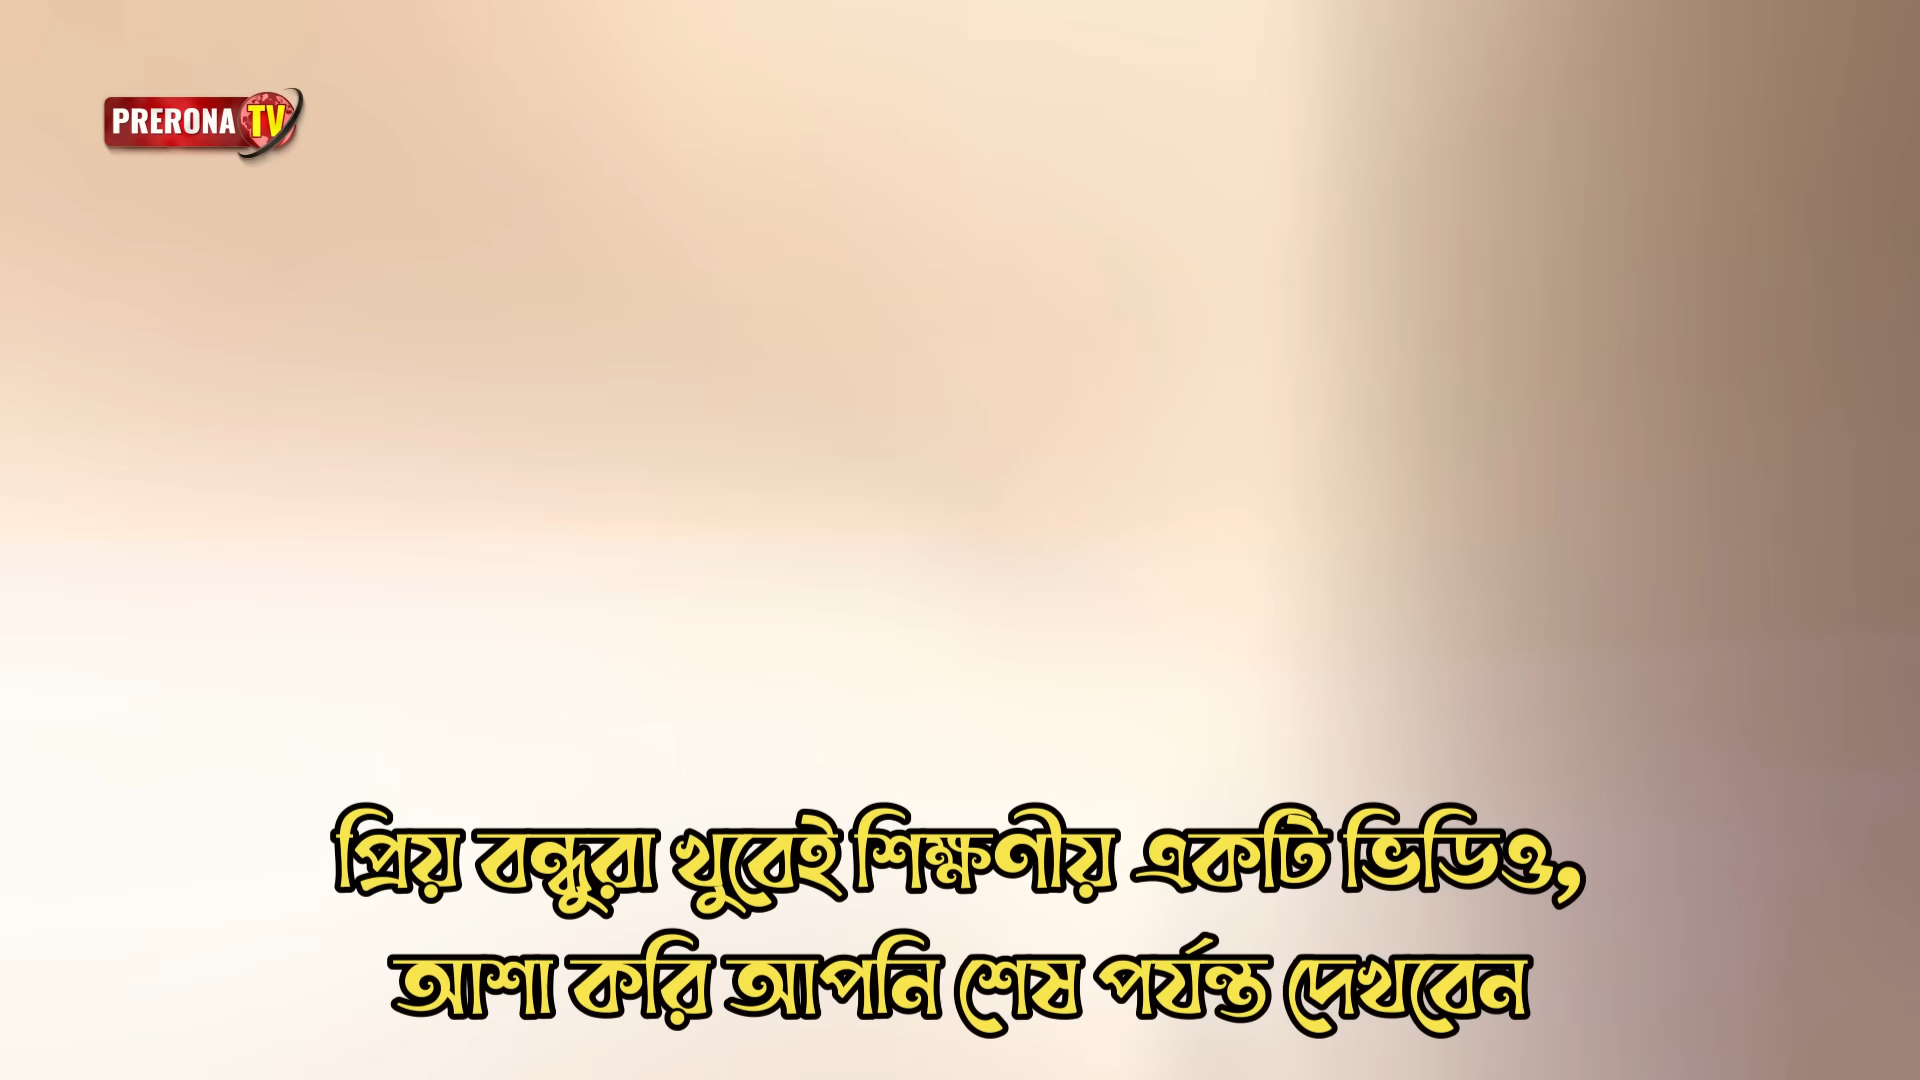 PRERONA TV
প্রিয় বন্ধুরা খুবেই শিক্ষণীয় একটি ভিডিও,
আশা করি আপনি শেষ পর্যন্ত দেখবেন